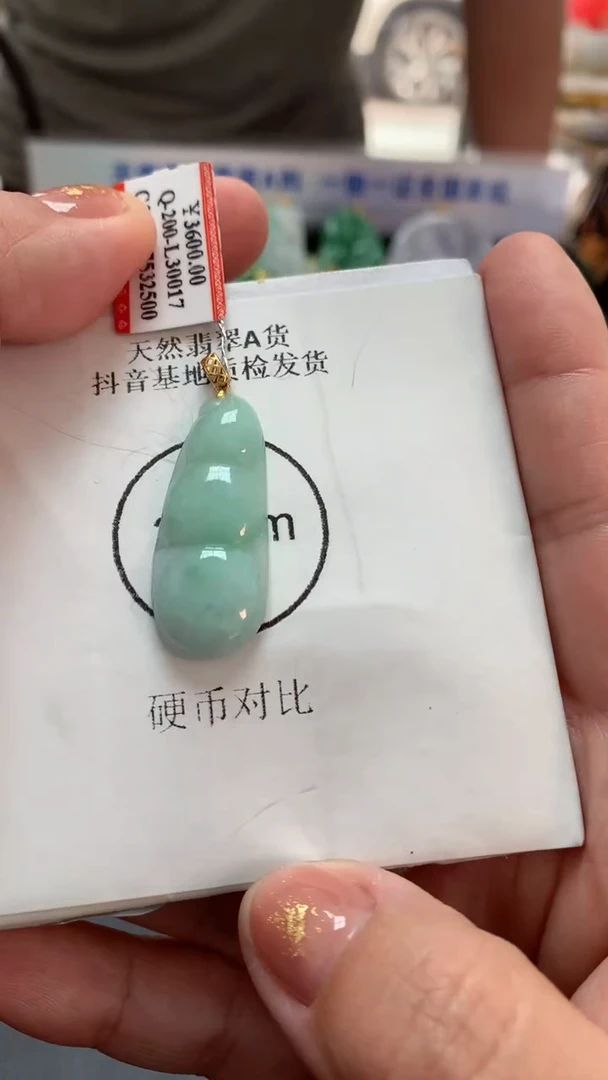 ¥3600.00
Q-200-L30017
532500
天然翡翠A货
抖音基地质检发货
m
硬币对比